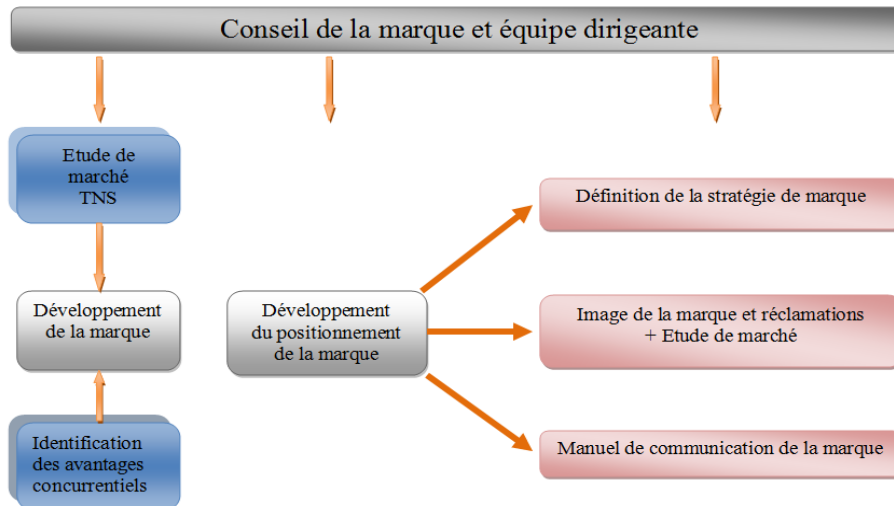 Conseil de la marque et équipe dirigeante
Etude de
marché
TNS
Définition de la stratégie de marque
Développement
de la marque
Développement
du positionnement
de la marque
Image de la marque et réclamations
+ Etude de marché
Identification
des avantages
concurrentiels
Manuel de communication de la marque